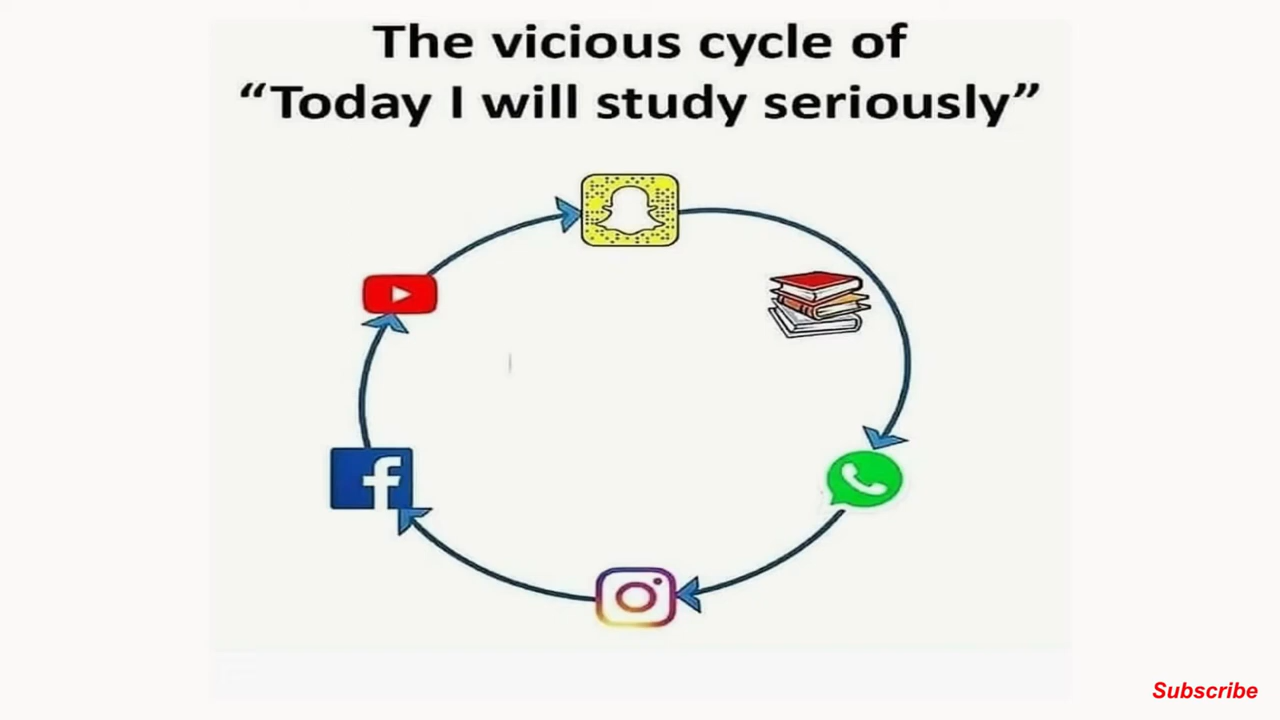 The vicious cycle of
“Today I will study seriously”
f
Subscribe